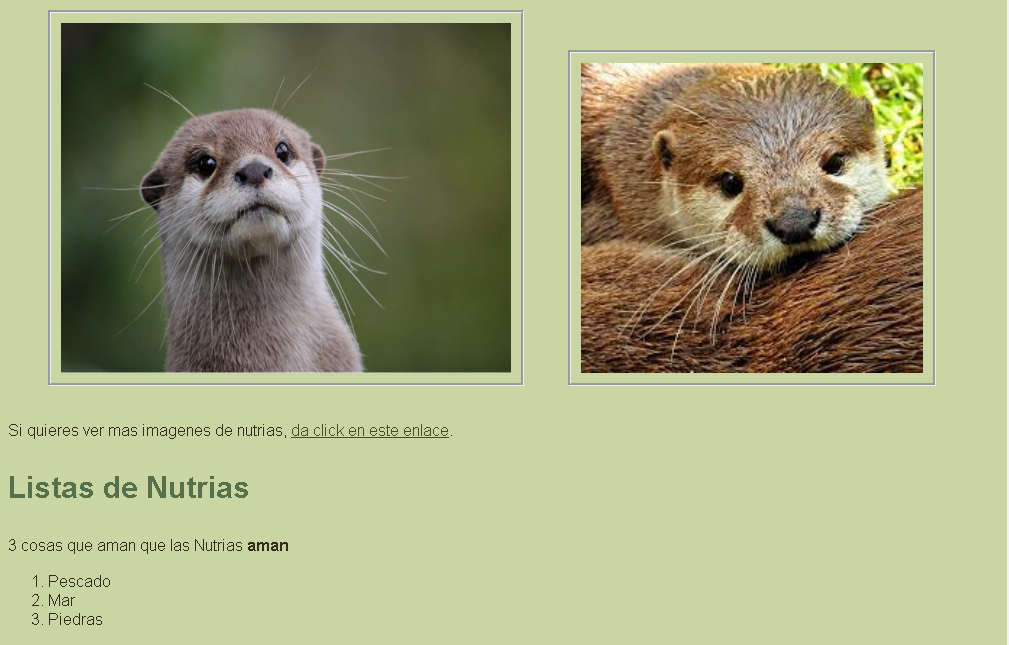 Si quieres ver mas imagenes de nutrias, da click en este enlace.
Listas de Nutrias
3 cosas que aman que las Nutrias aman
1. Pescado
2. Mar
3. Piedras